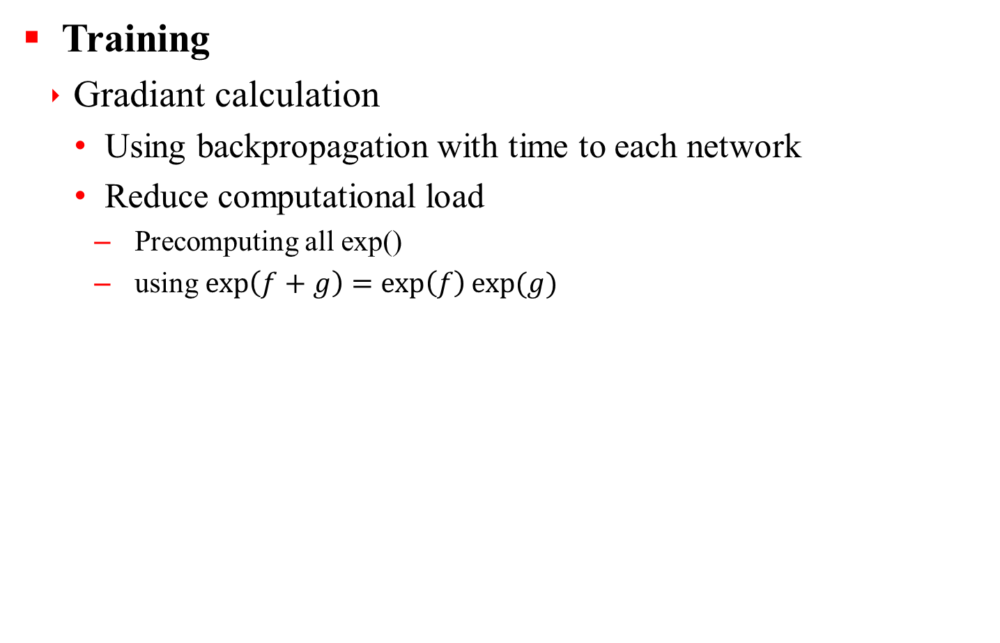 ▪ Training
‣ Gradiant calculation
• Using backpropagation with time to each network
• Reduce computational load
– Precomputing all exp()
– using exp(𝑓 + 𝑔) = exp(𝑓) exp(𝑔)